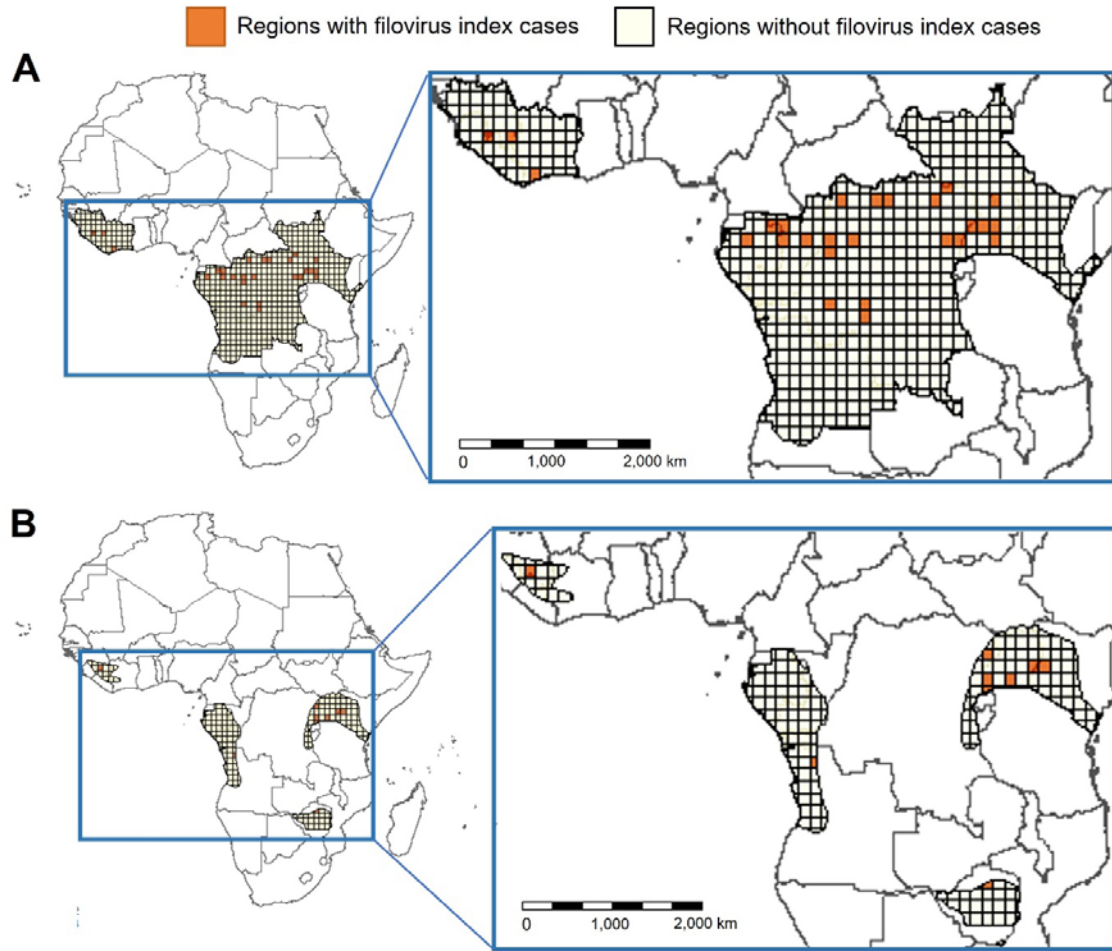 Regions with filovirus index cases
Regions without filovirus index cases
A
0 1,000 2,000 km
B
0 1,000 2,000 km